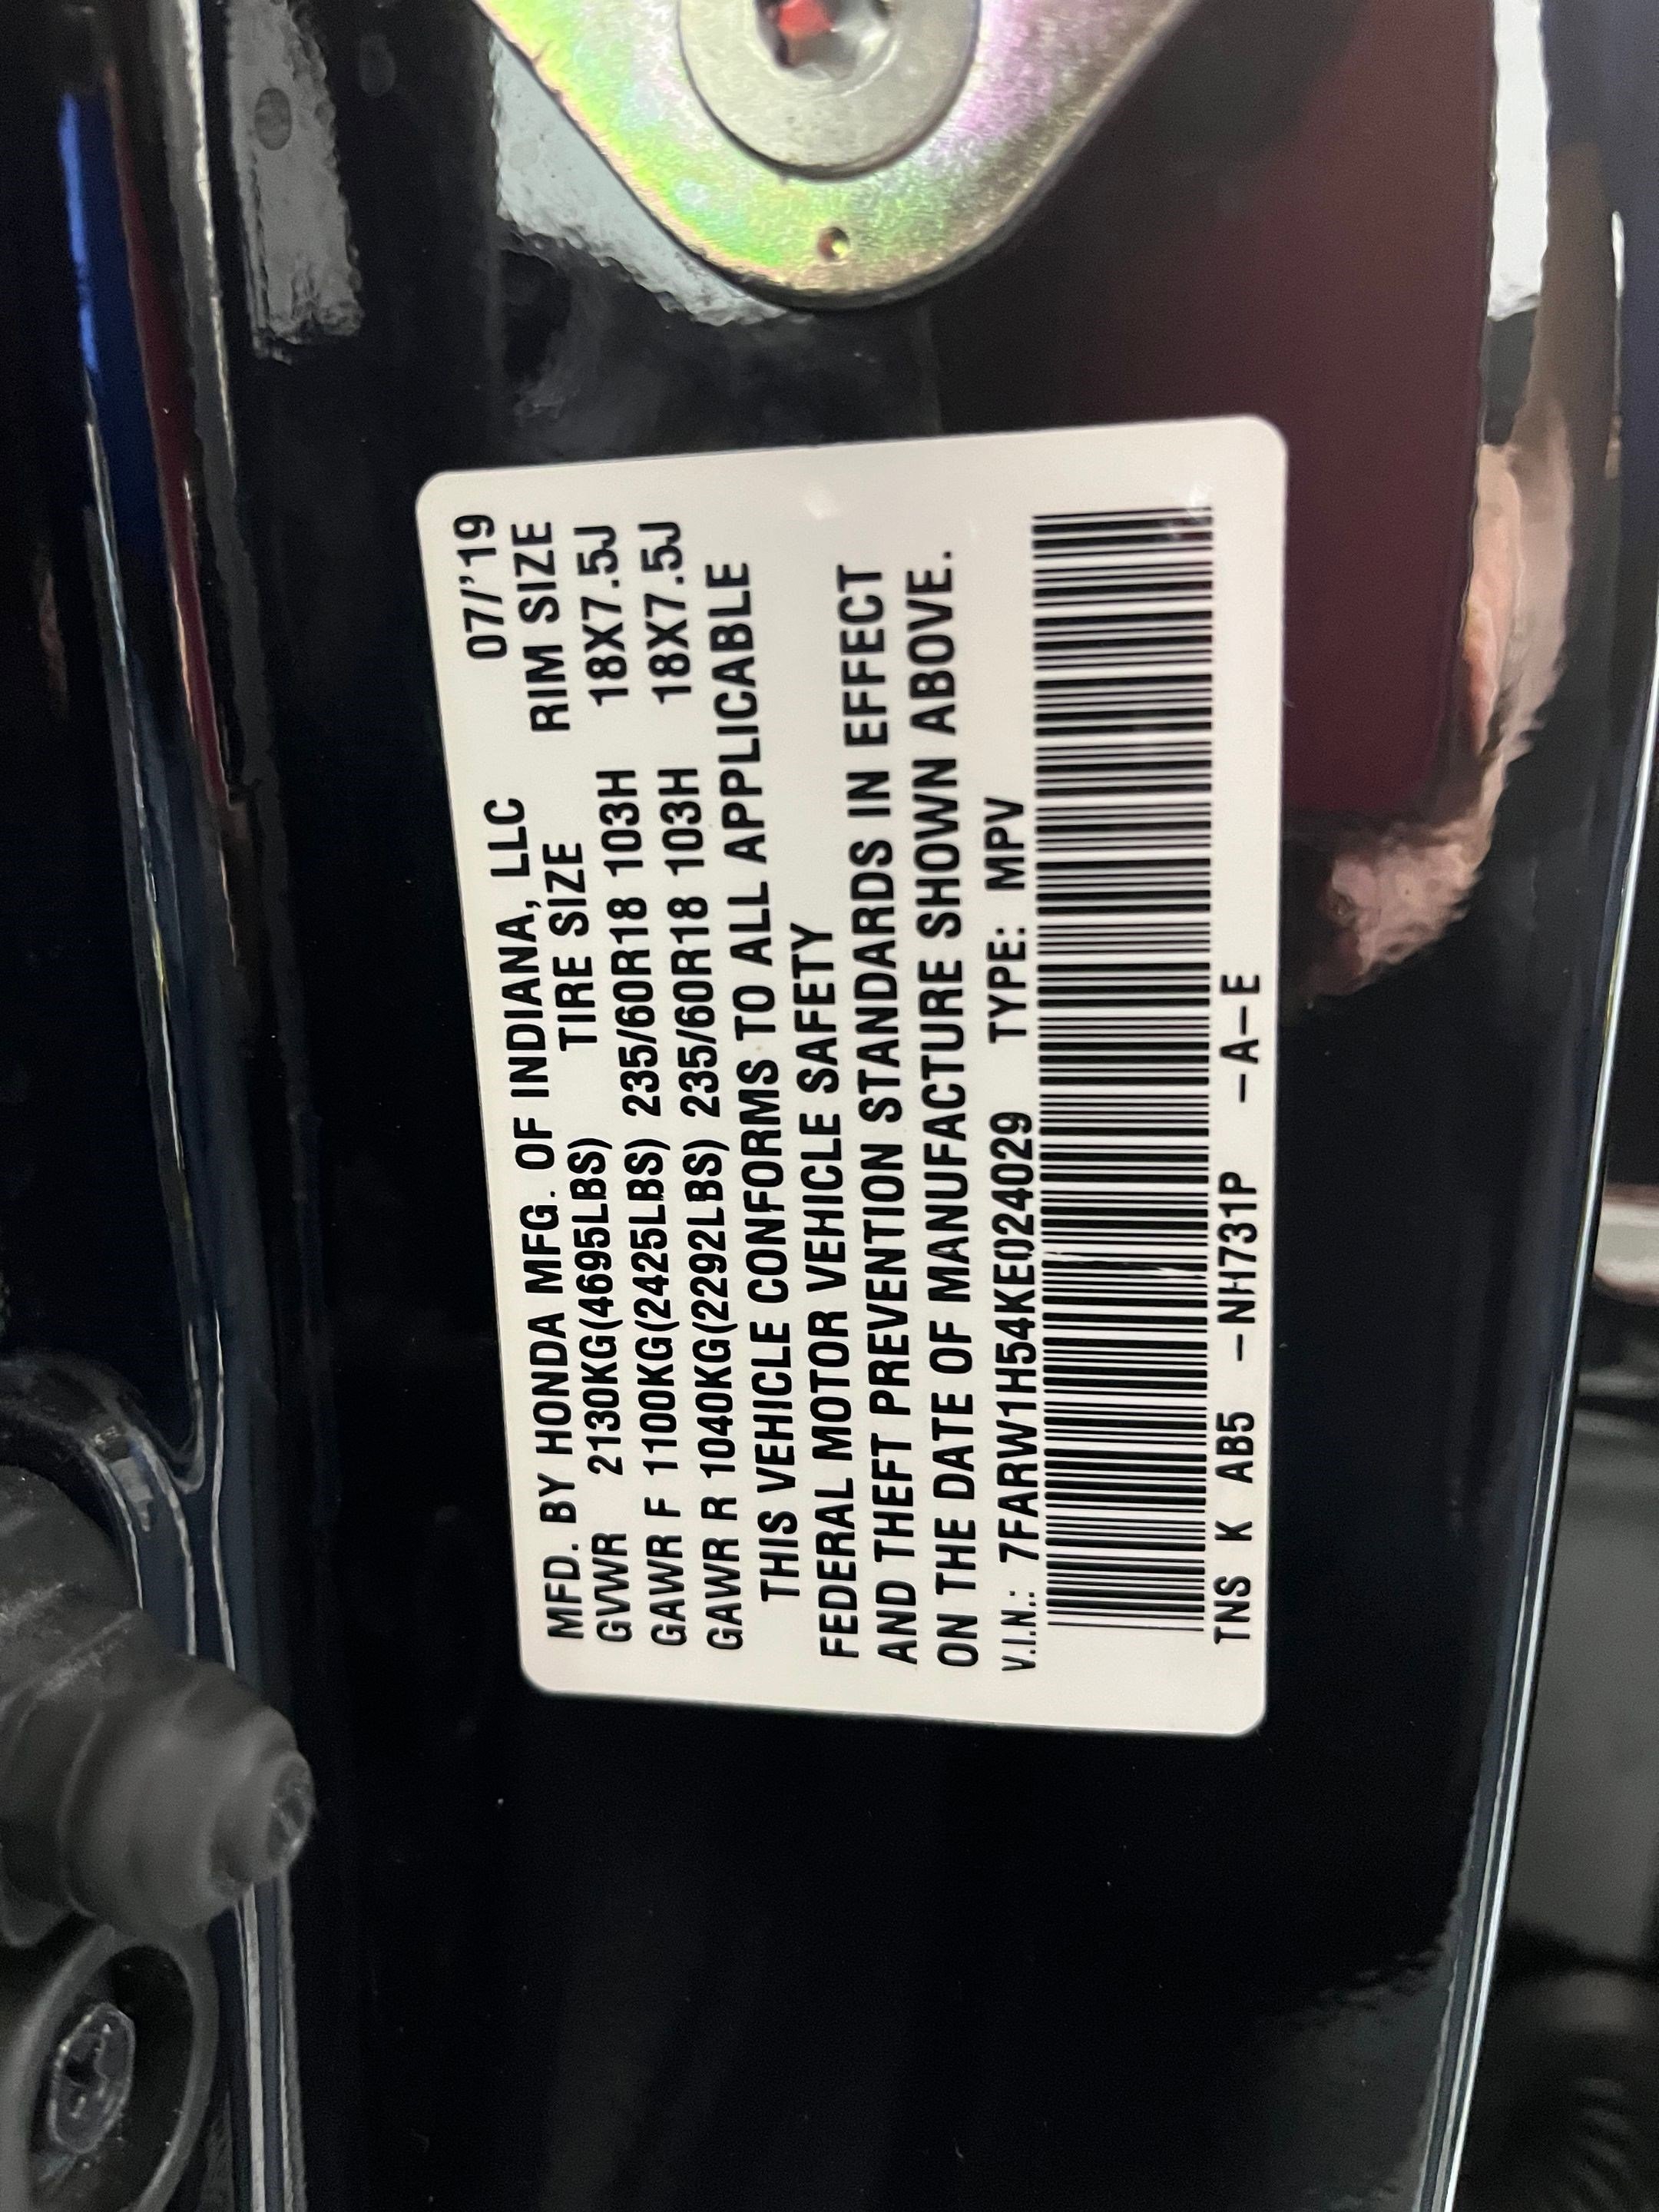 MFD. BY HONDA MFG. OF INDIANA, LLC 07/'19
GVWR 2130KG(4695LBS) TIRE SIZE RIM SIZE
GAWR F 1100KG(2425LBS) 235/60R18 103H 18X7.5J
GAWR R 1040KG(2292LBS) 235/60R18 103H 18X7.5J
THIS VEHICLE CONFORMS TO ALL APPLICABLE
FEDERAL MOTOR VEHICLE SAFETY
AND THEFT PREVENTION STANDARDS IN EFFECT
ON THE DATE OF MANUFACTURE SHOWN ABOVE.
V.I.N.: 7FARW1H54KE024029 TYPE: MPV
TNS K AB5 –NH731P –A–E